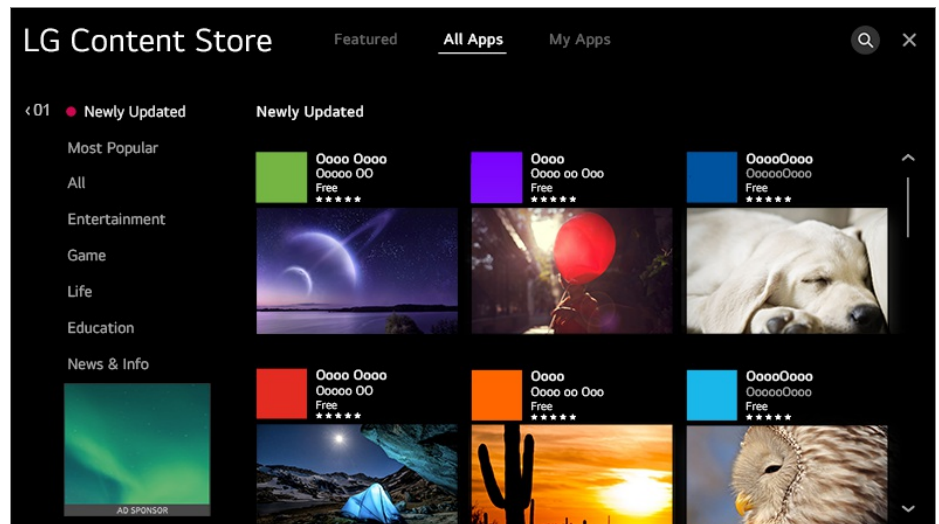 LG Content Store
Featured
All Apps
My Apps
‹01
Newly Updated
Most Popular
All
Entertainment
Game
Life
Education
News & Info
AD SPONSOR
Newly Updated
Oooo Oooo
Ooooo OO
Free
★★★★★
Oooo
Oooo oo Ooo
Free
★★★★★
OoooOooo
OooooOooo
Free
★★★★★
Oooo Oooo
Ooooo OO
Free
★★★★★
Oooo
Oooo oo Ooo
Free
★★★★★
OoooOooo
OooooOooo
Free
★★★★★